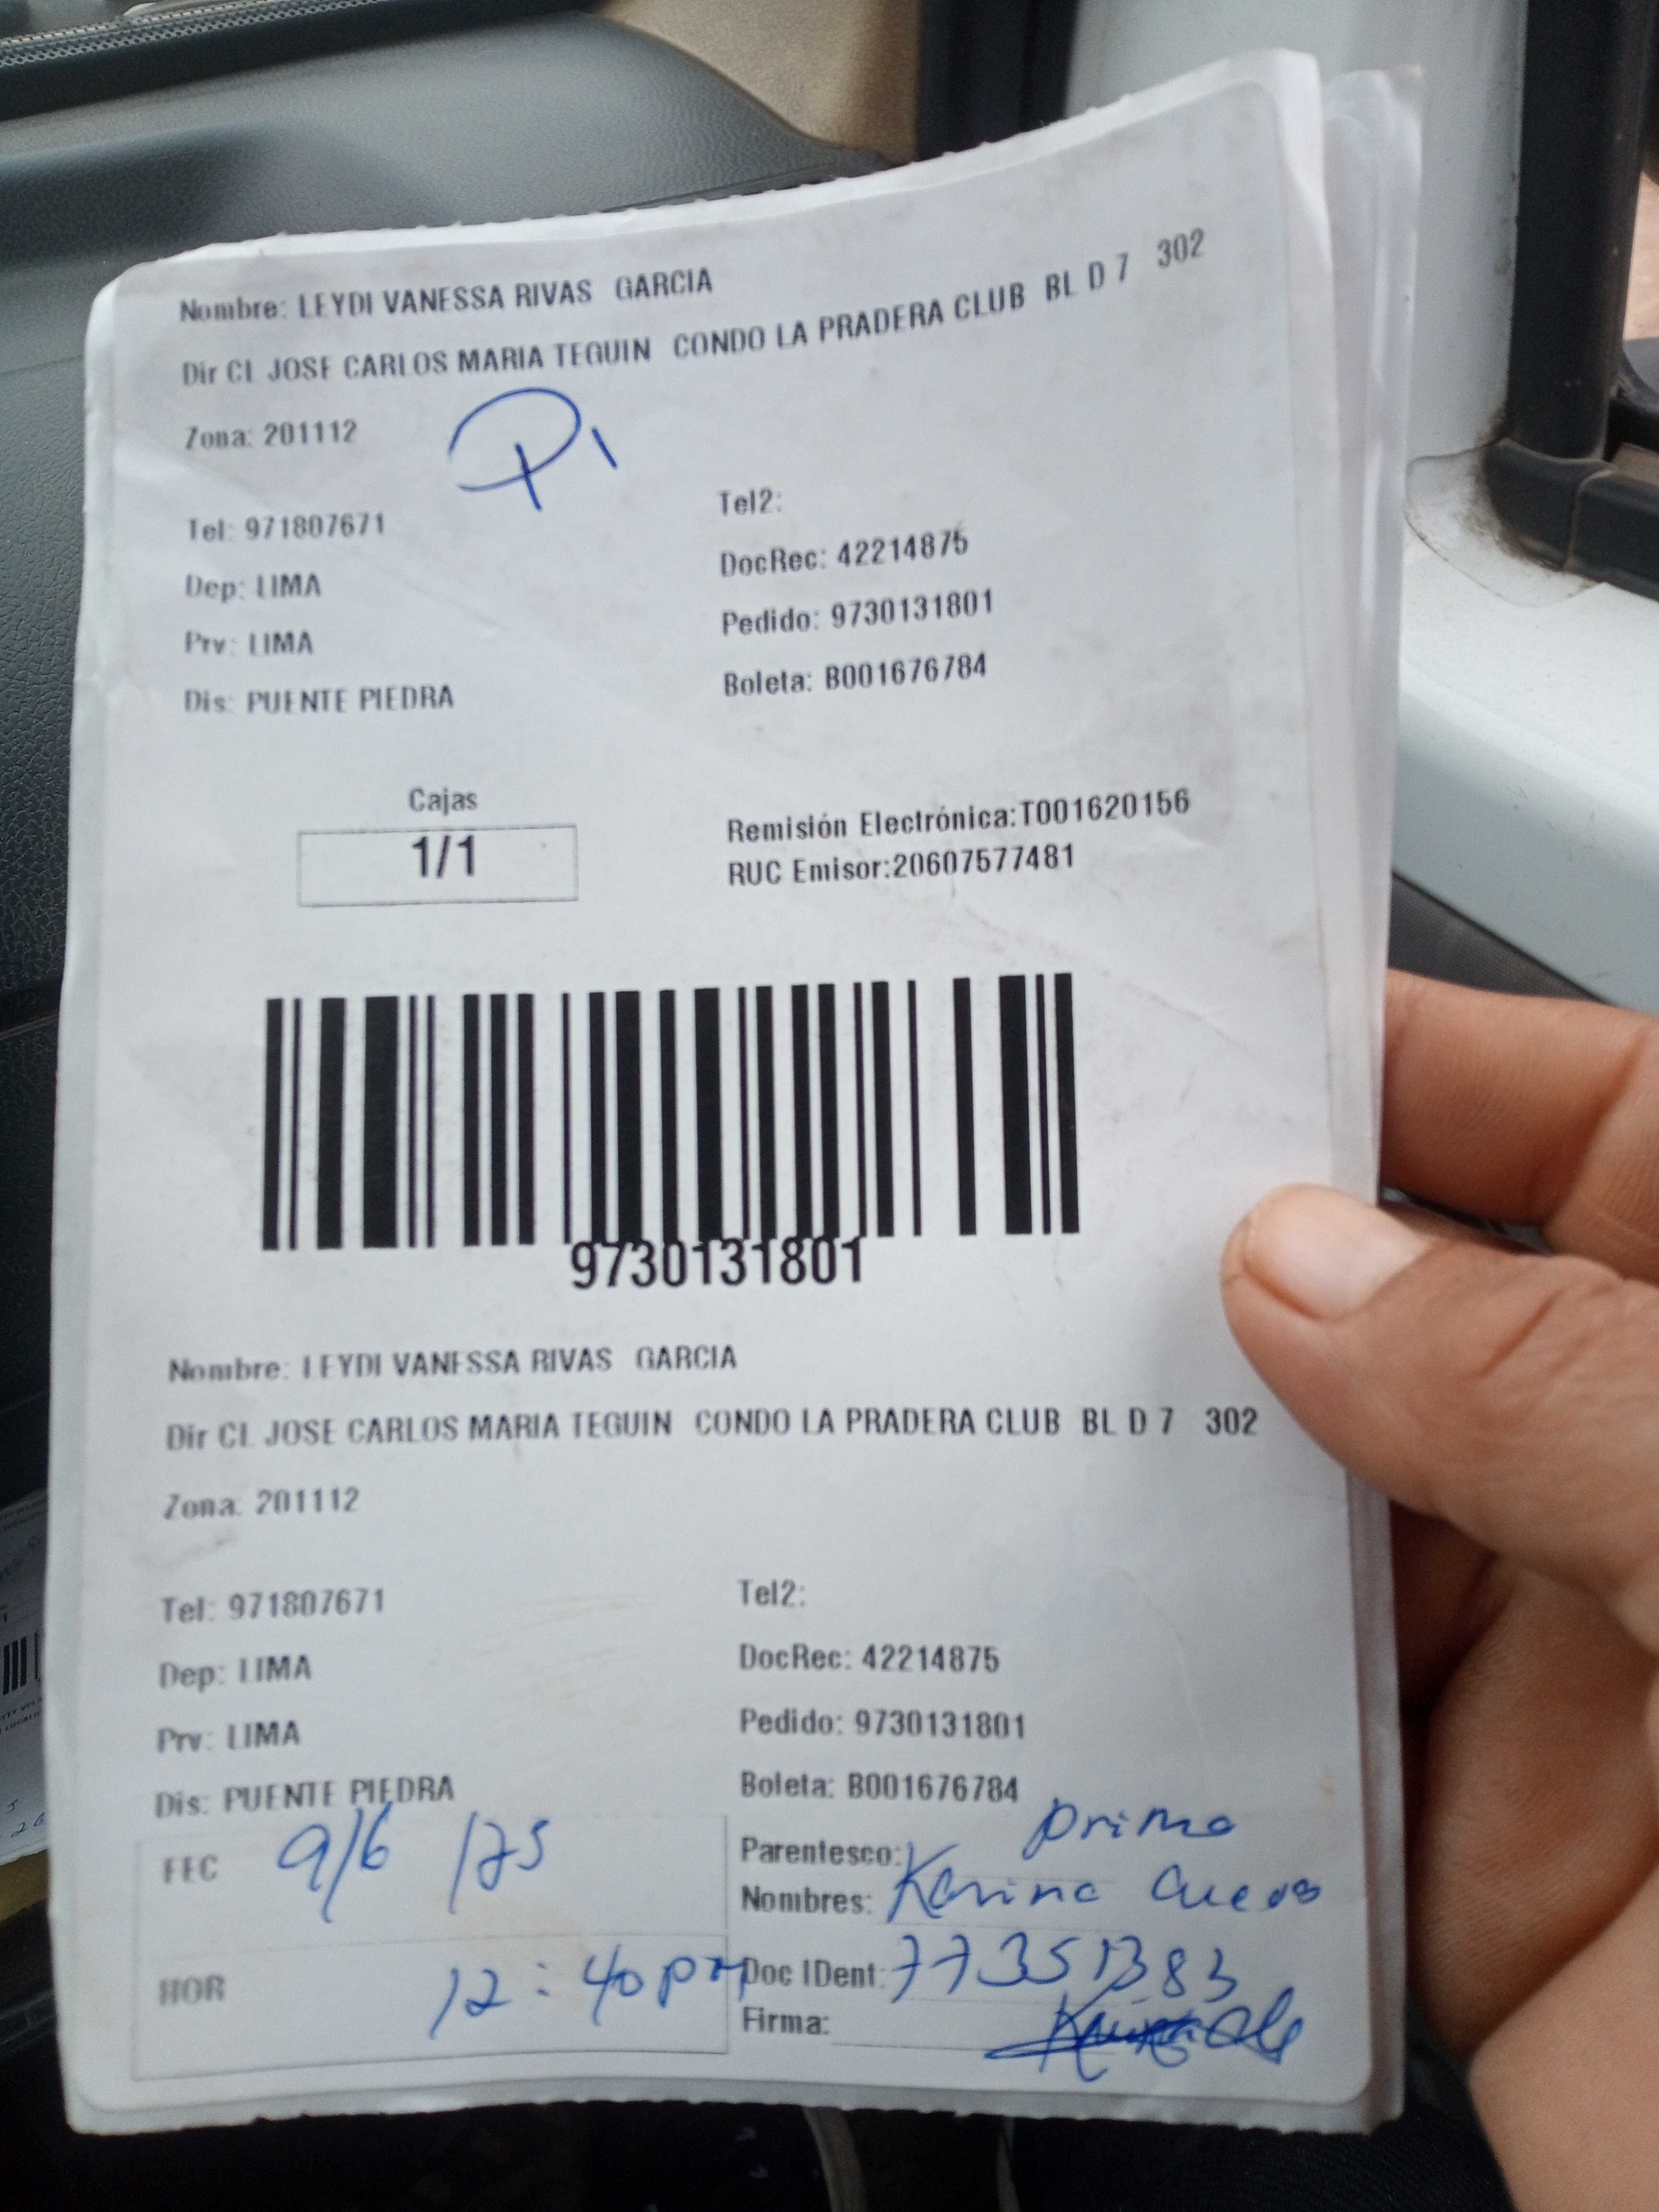 Nombre: LEYDI VANESSA RIVAS GARCIA
Dir CL JOSE CARLOS MARIA TEGUIN CONDO LA PRADERA CLUB BL D 7 302
Zona: 201112
Tel: 971807671
Tel2:
Dep: LIMA
DocRec: 42214875
Prv: LIMA
Pedido: 9730131801
Dis: PUENTE PIEDRA
Boleta: B001676784
Cajas
1/1
Remisión Electrónica:T001620156
RUC Emisor:20607577481
9730131801
Nombre: LEYDI VANESSA RIVAS GARCIA
Dir CL JOSE CARLOS MARIA TEGUIN CONDO LA PRADERA CLUB BL D 7 302
Zona: 201112
Tel: 971807671
Tel2:
Dep: LIMA
DocRec: 42214875
Prv: LIMA
Pedido: 9730131801
Dis: PUENTE PIEDRA
Boleta: B001676784
FEC 9/6 /25
Parentesco: prima
Nombres: Karina
HOR 12:40 pm
Doc IDent: 77351383
Firma: